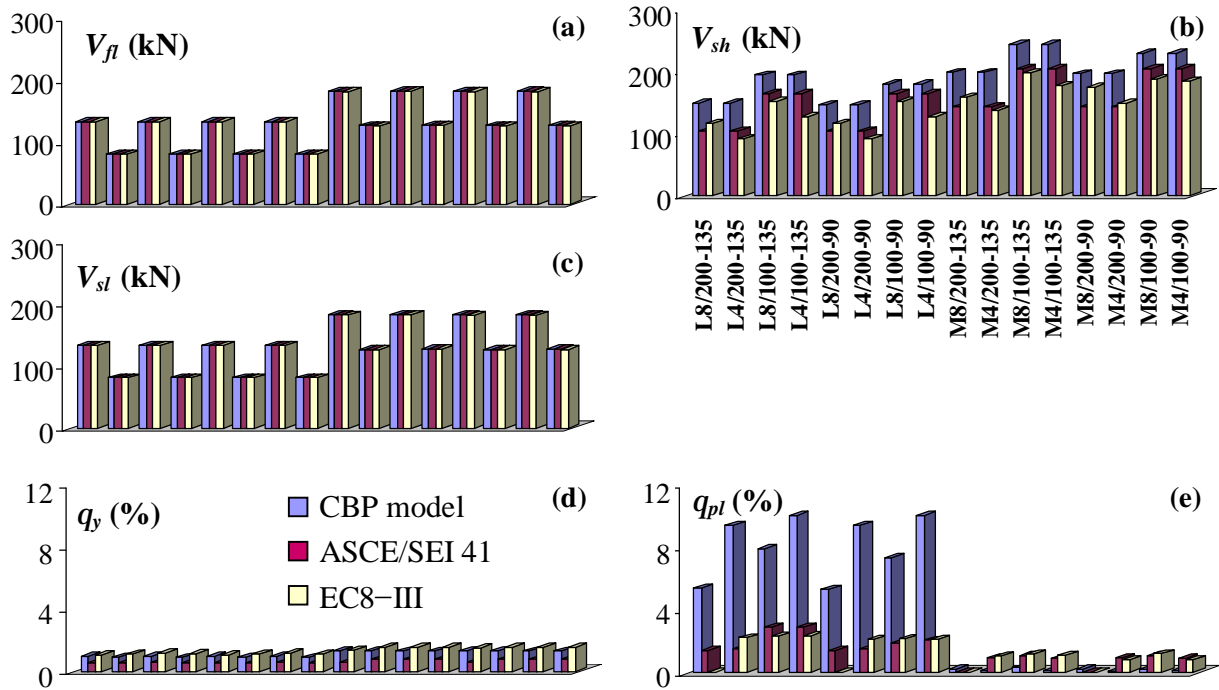 300
200
100
0
V_fl (kN)
(a)
300
200
100
0
V_sh (kN)
(b)
L8/200-135
L4/200-135
L8/100-135
L4/100-135
L8/200-90
L4/200-90
L8/100-90
L4/100-90
M8/200-135
M4/200-135
M8/100-135
M4/100-135
M8/200-90
M4/200-90
M8/100-90
M4/100-90
300
200
100
0
V_sl (kN)
(c)
12
8
4
0
q_y (%)
(d)
CBP model
ASCE/SEI 41
EC8−III
12
8
4
0
q_pl (%)
(e)